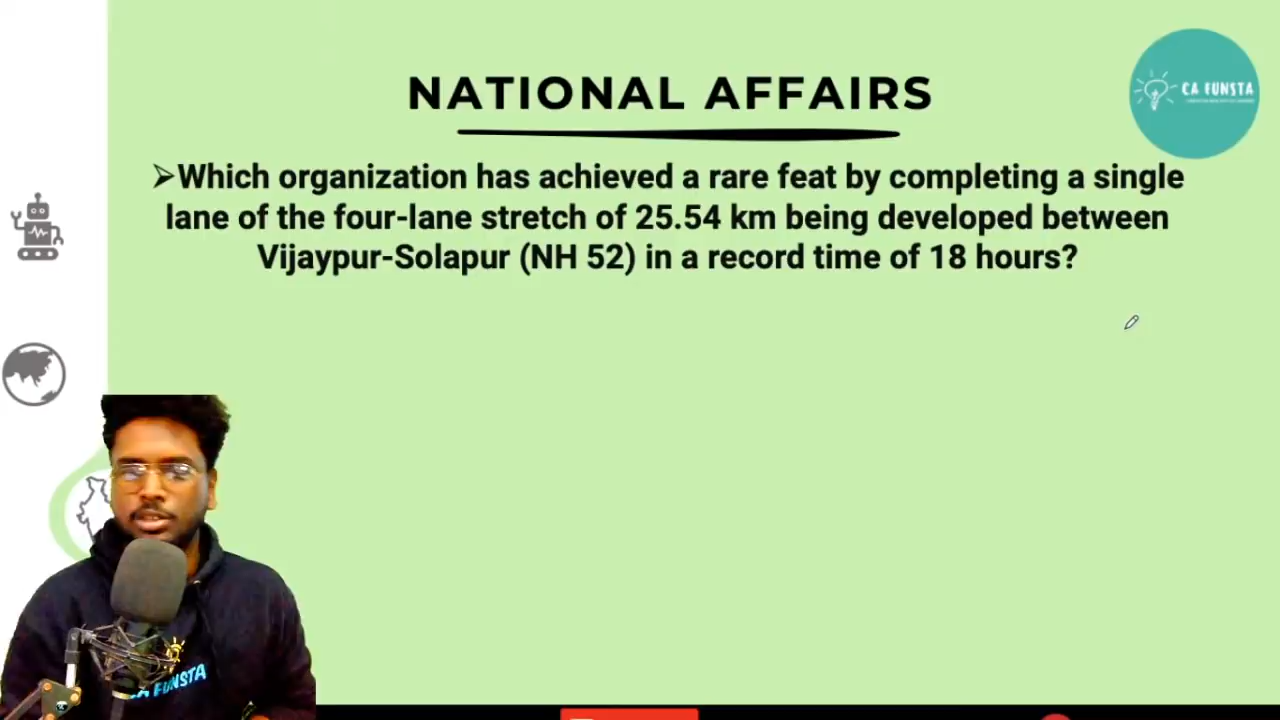 NATIONAL AFFAIRS
CA FUNSTA
➢Which organization has achieved a rare feat by completing a single
lane of the four-lane stretch of 25.54 km being developed between
Vijaypur-Solapur (NH 52) in a record time of 18 hours?
CA FUNSTA